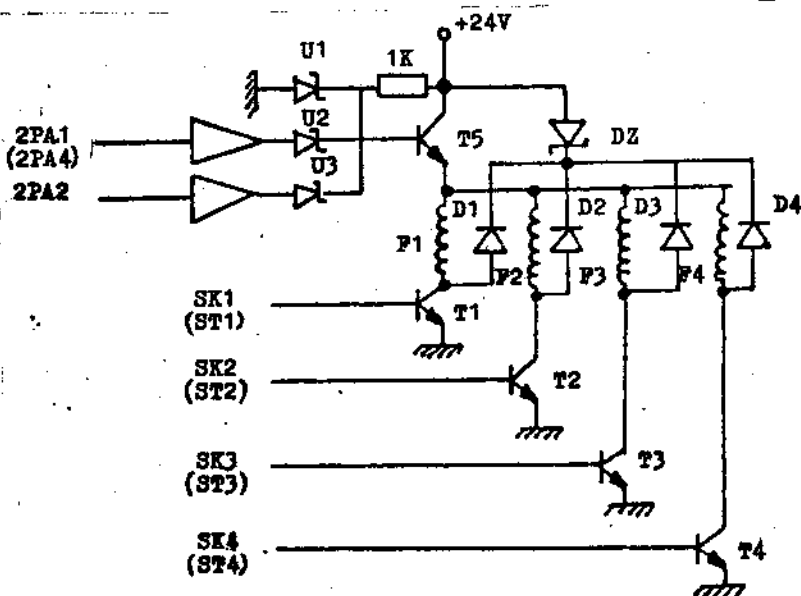 +24V
U1
1K
U2
T5
DZ
2PA1
(2PA4)
U3
2PA2
D1
D2
D3
D4
F1
F2
F3
F4
SK1
(ST1)
T1
SK2
(ST2)
T2
SK3
(ST3)
T3
SK4
(ST4)
T4